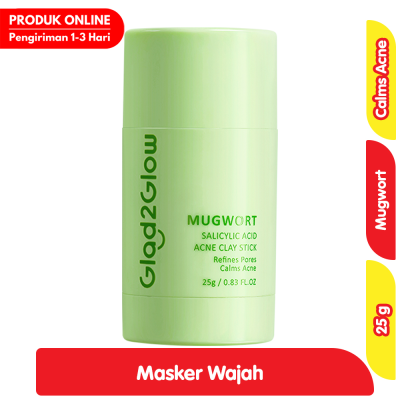 PRODUK ONLINE
Pengiriman 1-3 Hari
Calms Acne
Mugwort
25 g
Glad2Glow
MUGWORT
SALICYLIC ACID
ACNE CLAY STICK
Refines Pores
Calms Acne
25g / 0.83 FL.OZ
Masker Wajah